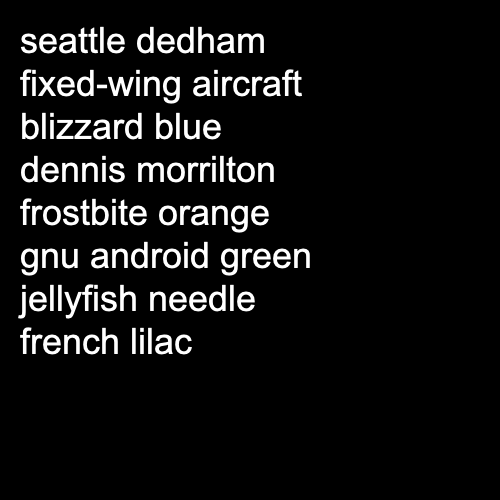 seattle dedham
fixed-wing aircraft
blizzard blue
dennis morrilton
frostbite orange
gnu android green
jellyfish needle
french lilac